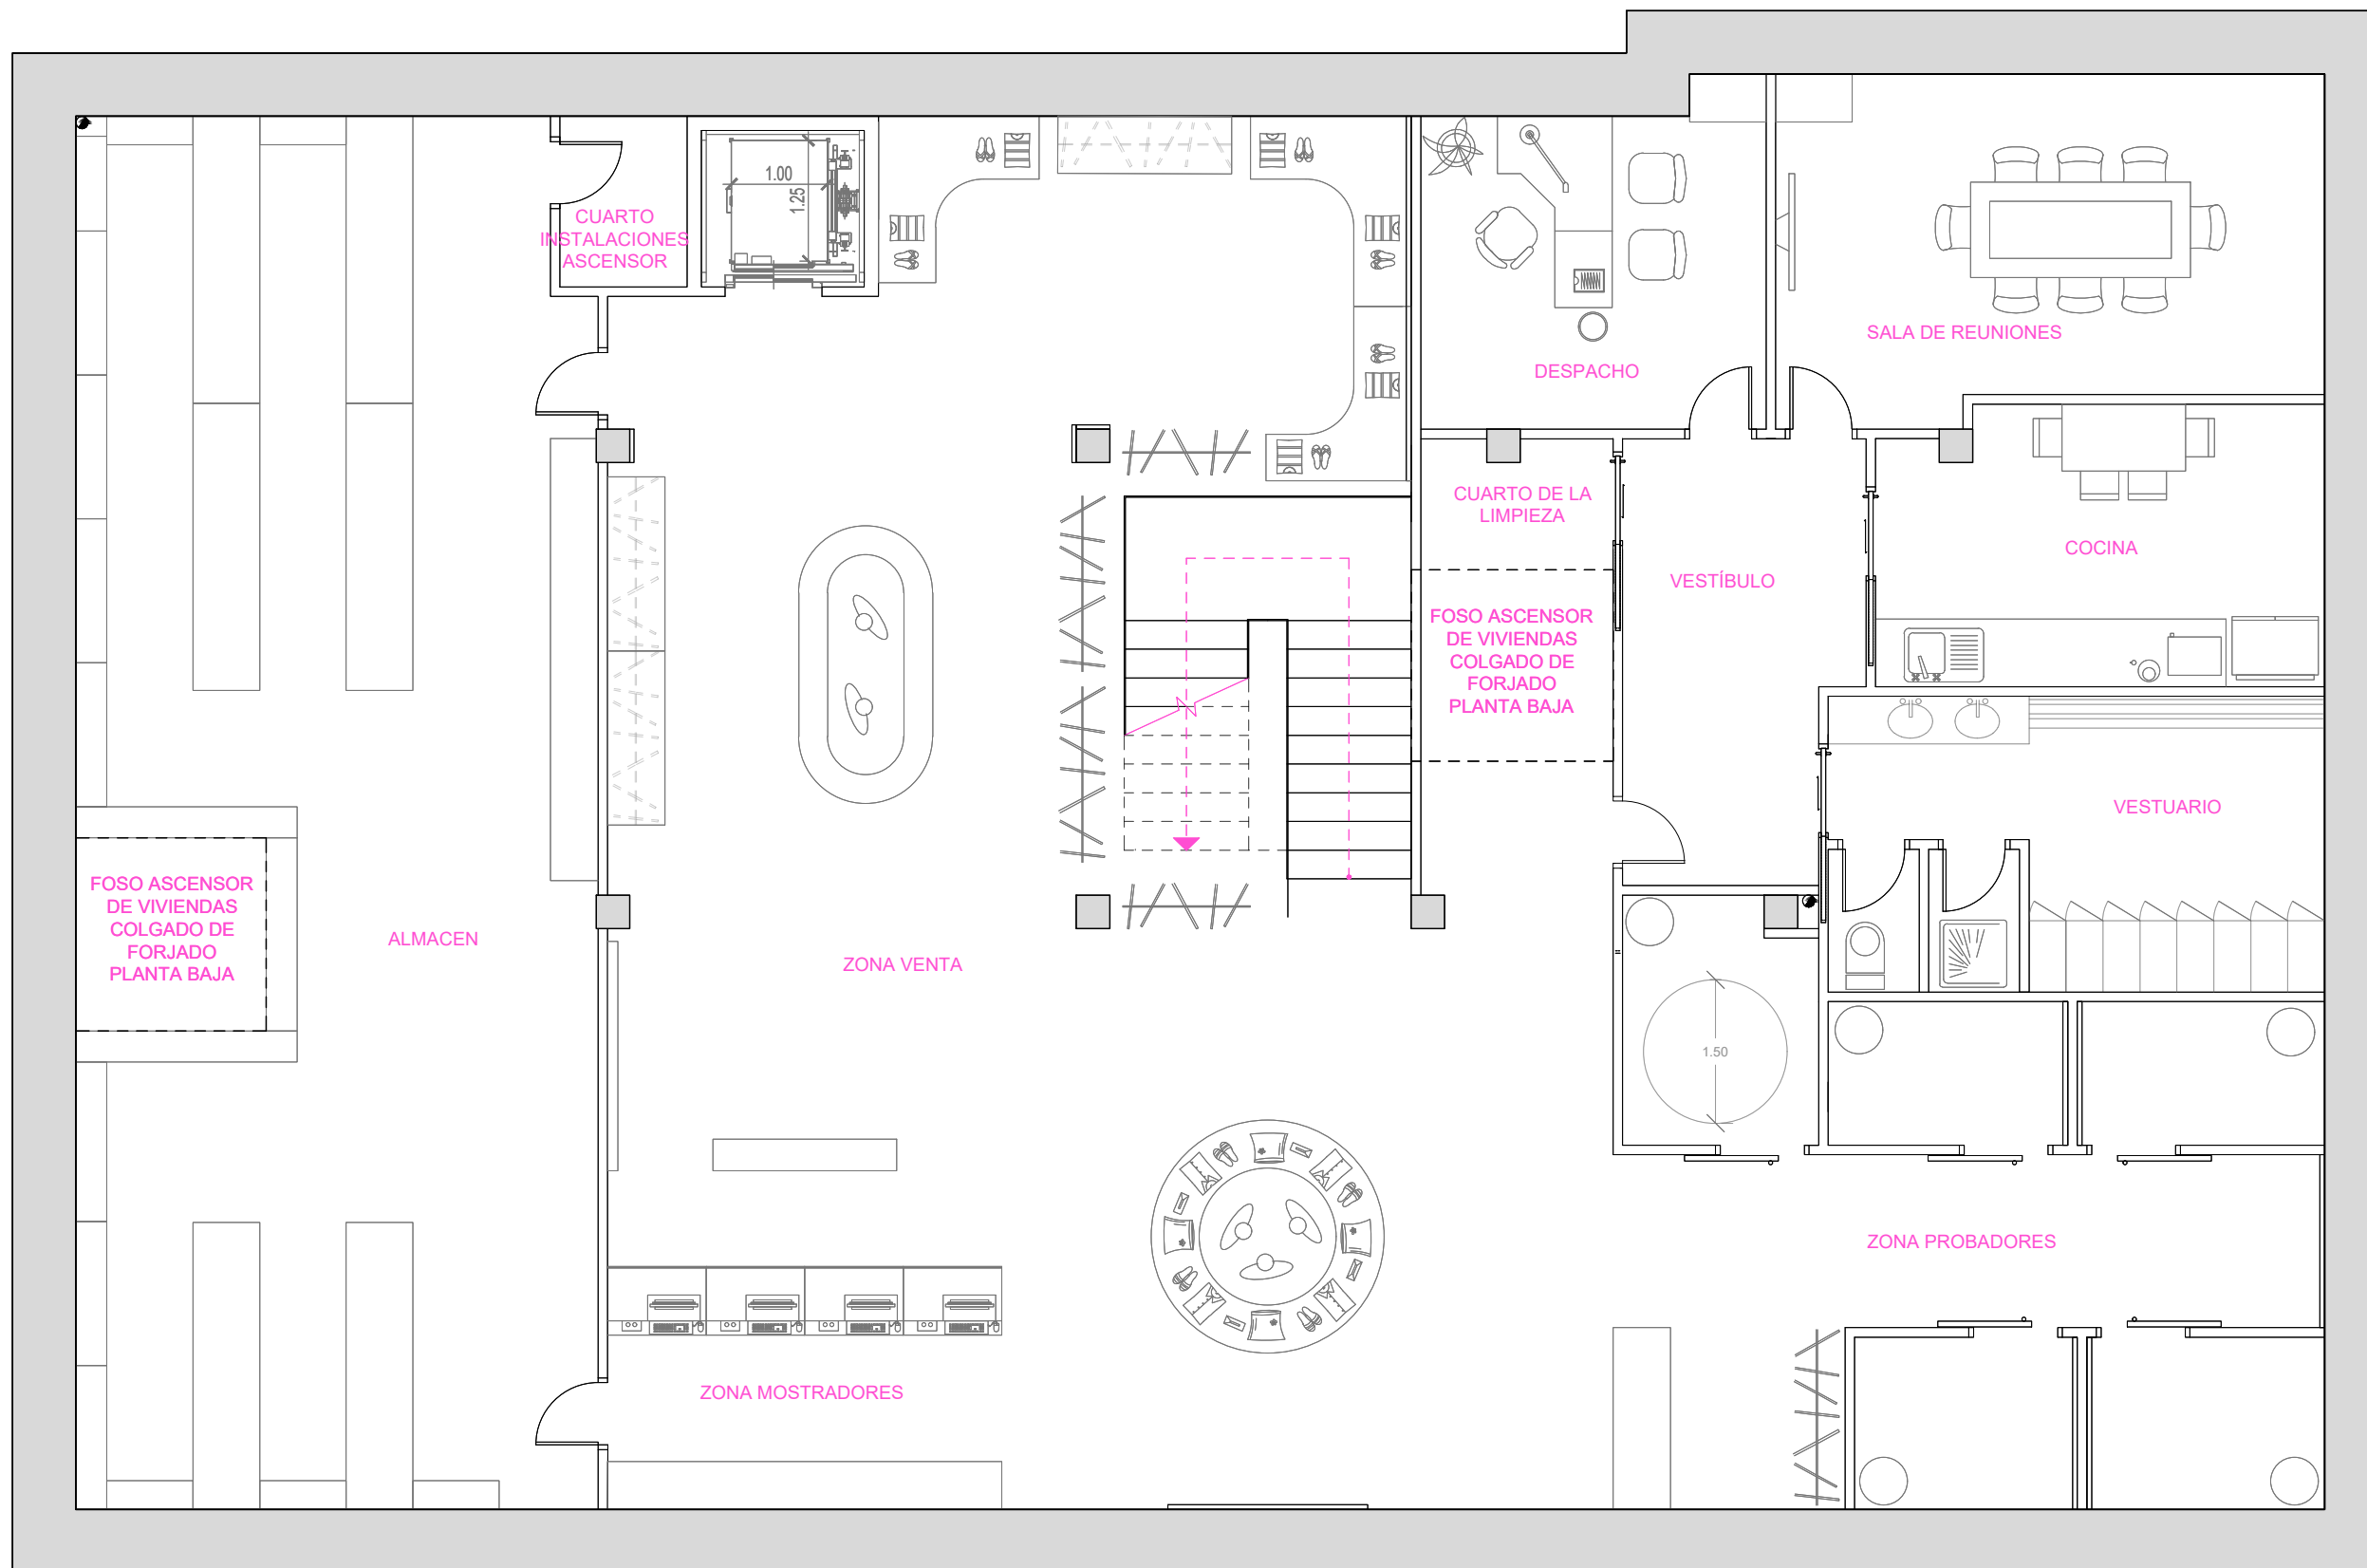 1.00
1.25
CUARTO
INSTALACIONES
ASCENSOR
SALA DE REUNIONES
DESPACHO
CUARTO DE LA
LIMPIEZA
COCINA
VESTÍBULO
FOSO ASCENSOR
DE VIVIENDAS
COLGADO DE
FORJADO
PLANTA BAJA
VESTUARIO
FOSO ASCENSOR
DE VIVIENDAS
COLGADO DE
FORJADO
PLANTA BAJA
ALMACEN
ZONA VENTA
1.50
ZONA PROBADORES
ZONA MOSTRADORES